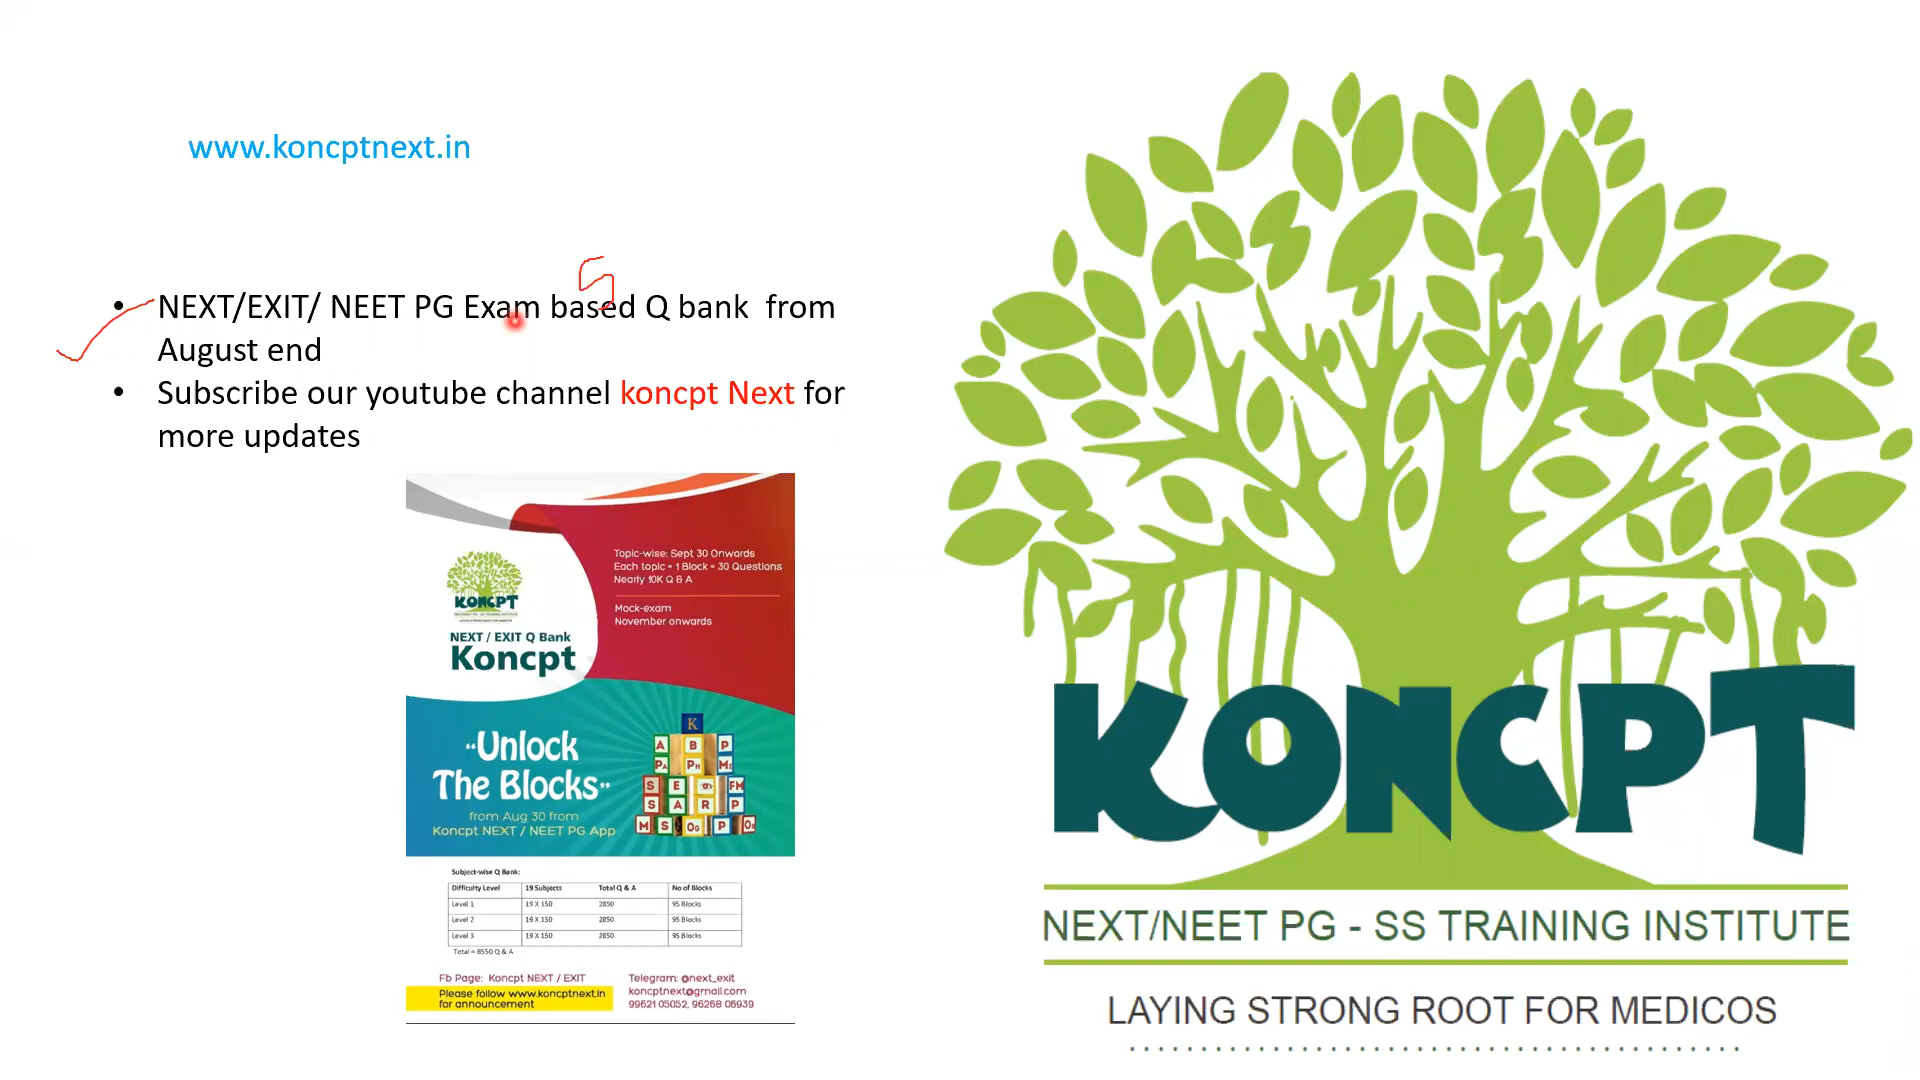 www.koncptnext.in
5
• NEXT/EXIT/ NEET PG Exam based Q bank from
August end
• Subscribe our youtube channel koncpt Next for
more updates
KONCPT
NEXT / EXIT Q Bank
Koncpt
Topic-wise: Sept 30 Onwards
Each topic = 1 Block = 30 Questions
Nearly 10K Q & A
Mock-exam
November onwards
“Unlock
The Blocks”
from Aug 30 from
Koncpt NEXT / NEET PG App
K
A B P
PA PH
S E FM
S A R P
M S OG P
Subject-wise Q Bank:
Difficulty Level 19 Subjects Total Q & A No of Blocks
Level 1 19 X 150 2850 95 Blocks
Level 2 19 X 150 2850 95 Blocks
Level 3 19 X 150 2850 95 Blocks
Total = 8550 Q & A
Fb Page: Koncpt NEXT / EXIT
Please follow www.koncptnext.in
for announcement
Telegram: @next_exit
koncptnext@gmail.com
99621 05052, 96268 06939
KONCPT
NEXT/NEET PG - SS TRAINING INSTITUTE
LAYING STRONG ROOT FOR MEDICOS